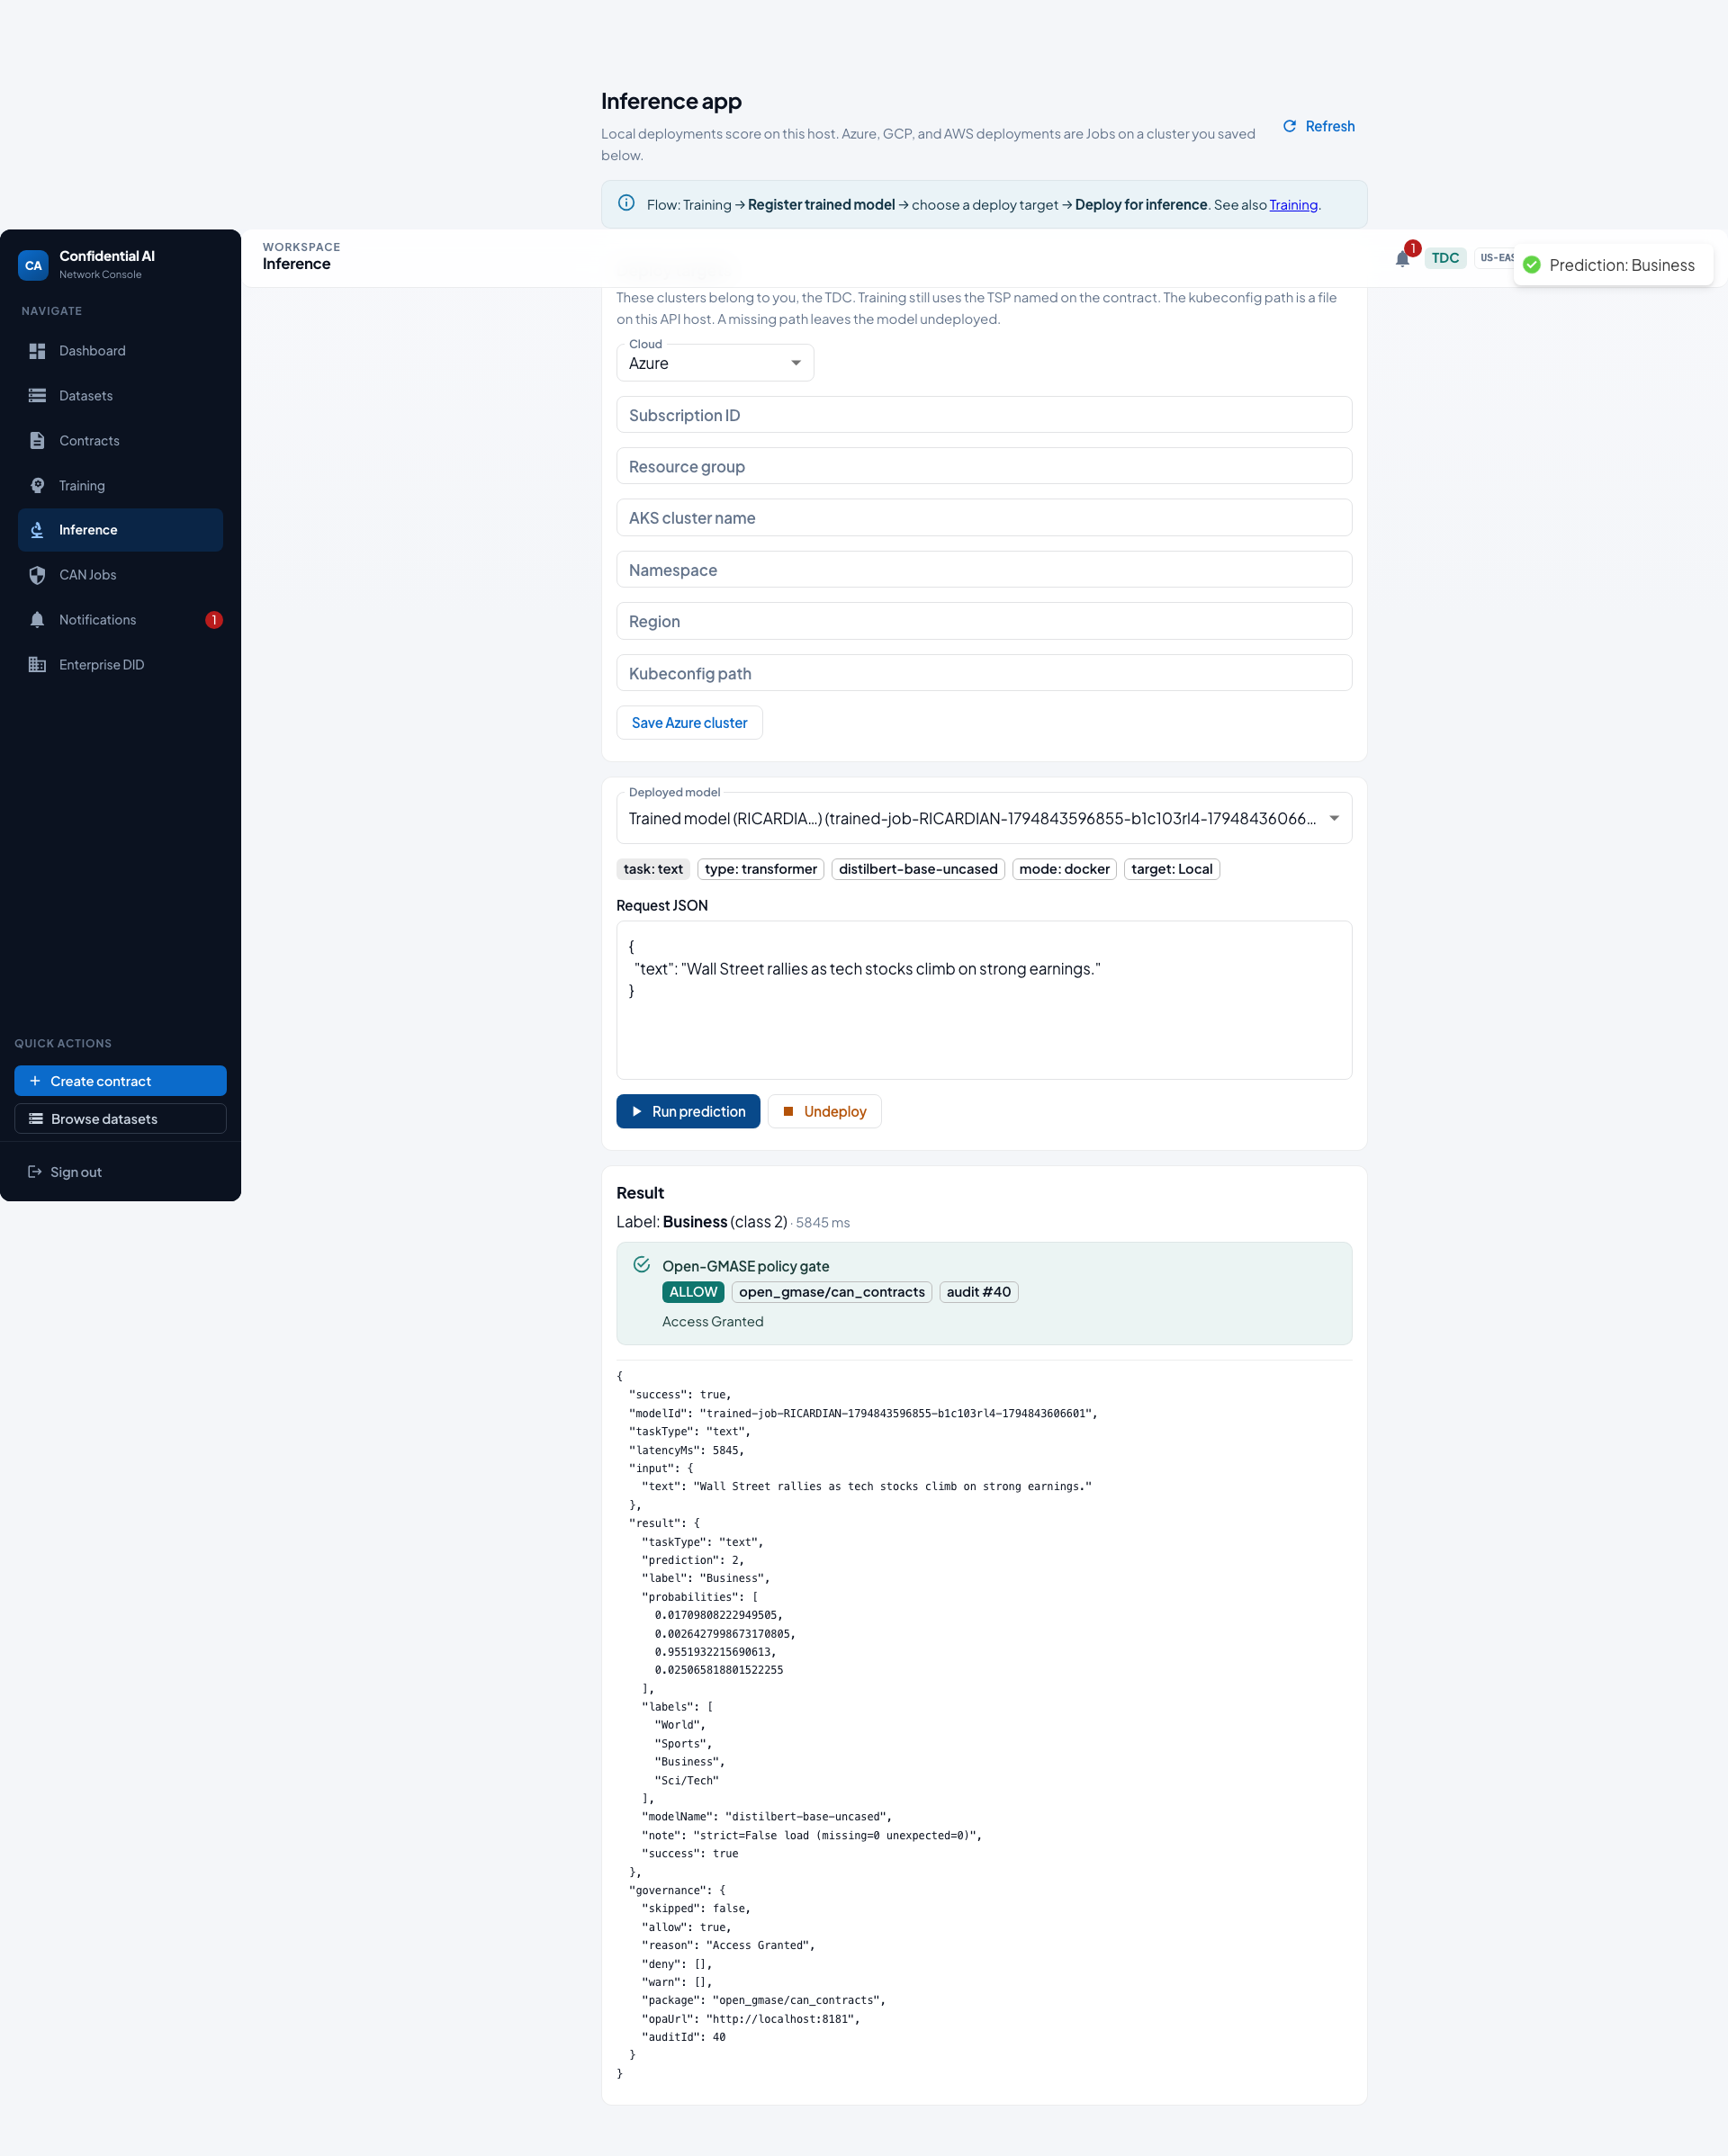 Inference app
Local deployments score on this host. Azure, GCP, and AWS deployments are Jobs on a cluster you saved
below.
Refresh
Flow: Training → Register trained model → choose a deploy target → Deploy for inference. See also Training.
CA
Confidential AI
Network Console
NAVIGATE
Dashboard
Datasets
Contracts
Training
Inference
CAN Jobs
Notifications
1
Enterprise DID
QUICK ACTIONS
+ Create contract
Browse datasets
Sign out
WORKSPACE
Inference
1
TDC
Prediction: Business
These clusters belong to you, the TDC. Training still uses the TSP named on the contract. The kubeconfig path is a file
on this API host. A missing path leaves the model undeployed.
Cloud
Azure
Subscription ID
Resource group
AKS cluster name
Namespace
Region
Kubeconfig path
Save Azure cluster
Deployed model
Trained model (RICARDIA...) (trained-job-RICARDIAN-1794843596855-b1c103rl4-17948436066...
task: text
type: transformer
distilbert-base-uncased
mode: docker
target: Local
Request JSON
{
"text": "Wall Street rallies as tech stocks climb on strong earnings."
}
Run prediction
Undeploy
Result
Label: Business (class 2) · 5845 ms
Open-GMASE policy gate
ALLOW
open_gmase/can_contracts
audit #40
Access Granted
{
"success": true,
"modelId": "trained-job-RICARDIAN-1794843596855-b1c103rl4-1794843606601",
"taskType": "text",
"latencyMs": 5845,
"input": {
"text": "Wall Street rallies as tech stocks climb on strong earnings."
},
"result": {
"taskType": "text",
"prediction": 2,
"label": "Business",
"probabilities": [
0.01709808222949505,
0.0026427998673170805,
0.9551932215690613,
0.025065818801522255
],
"labels": [
"World",
"Sports",
"Business",
"Sci/Tech"
],
"modelName": "distilbert-base-uncased",
"note": "strict=False load (missing=0 unexpected=0)",
"success": true
},
"governance": {
"skipped": false,
"allow": true,
"reason": "Access Granted",
"deny": [],
"warn": [],
"package": "open_gmase/can_contracts",
"opaUrl": "http://localhost:8181",
"auditId": 40
}
}